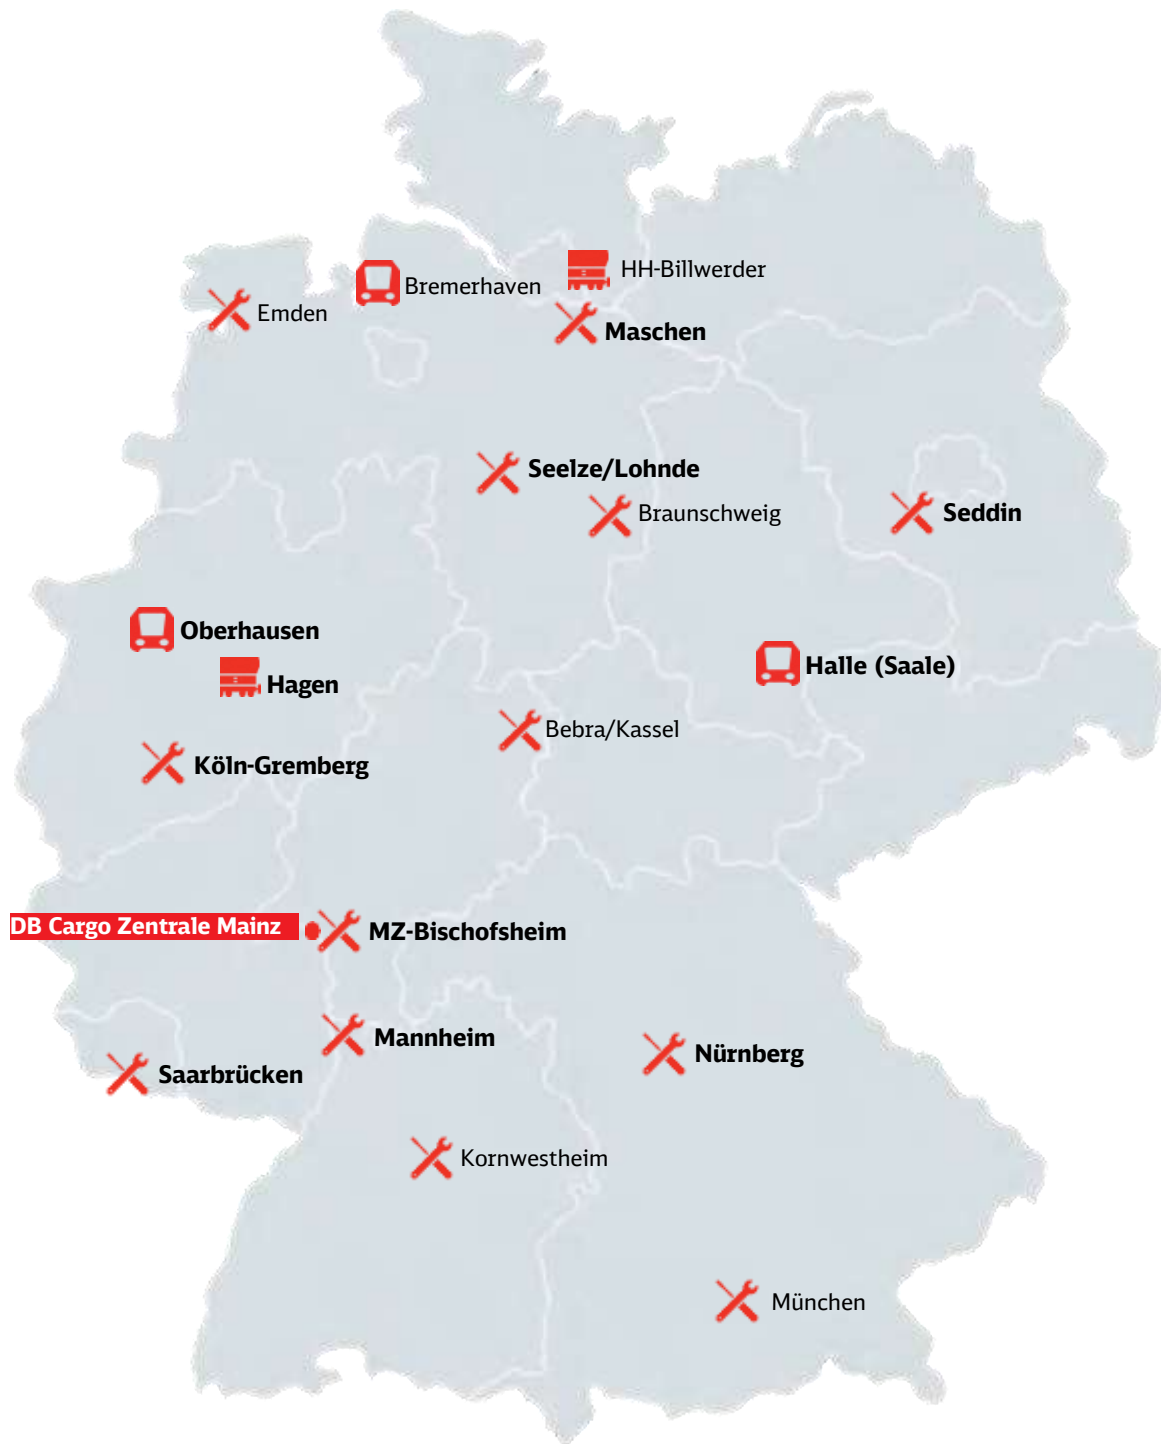 HH-Billwerder
Bremerhaven
Emden
Maschen
Seelze/Lohnde
Braunschweig
Seddin
Oberhausen
Halle (Saale)
Hagen
Bebra/Kassel
Köln-Gremberg
DB Cargo Zentrale Mainz
MZ-Bischofsheim
Mannheim
Nürnberg
Saarbrücken
Kornwestheim
München